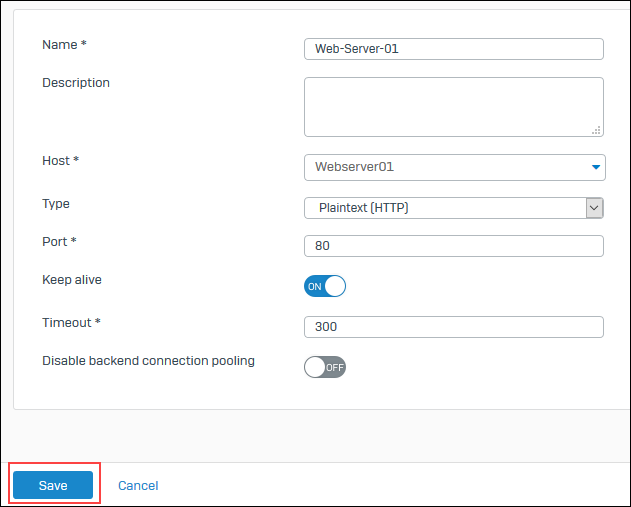 Name * Web-Server-01
Description
Host * Webserver01
Type Plaintext (HTTP)
Port * 80
Keep alive ON
Timeout * 300
Disable backend connection pooling OFF
Save Cancel